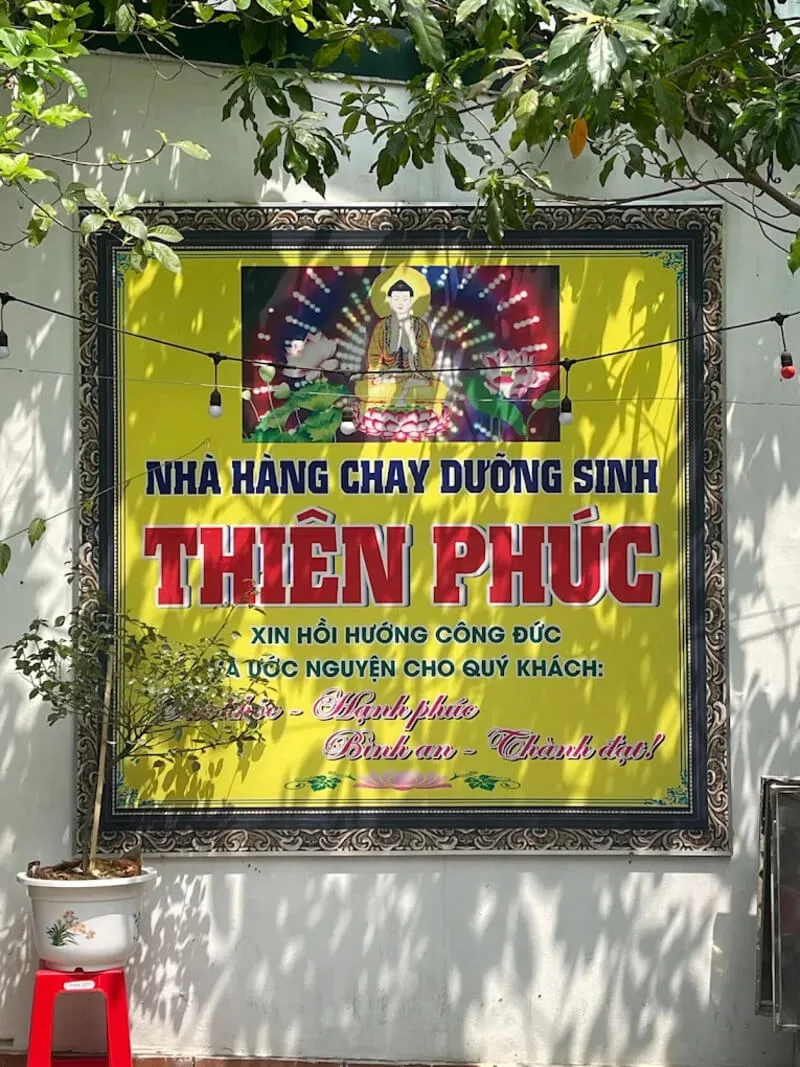 NHÀ HÀNG CHAY DƯỠNG SINH
THIÊN PHÚC
XIN HỒI HƯỚNG CÔNG ĐỨC
ƯỚC NGUYỆN CHO QUÝ KHÁCH:
- Hạnh phúc
Bình an - Thành đạt!